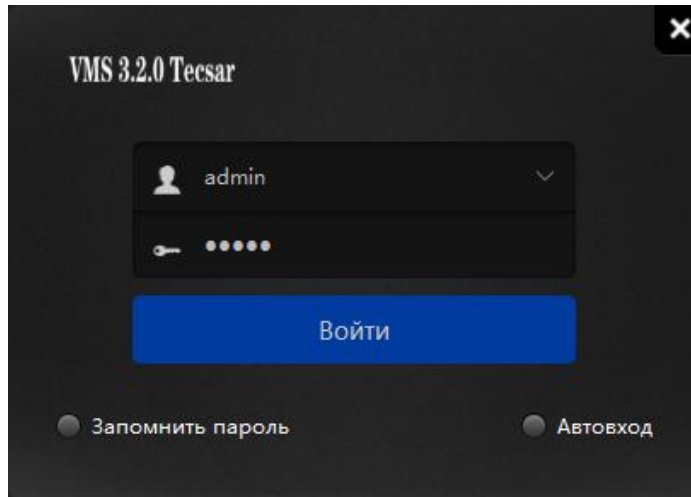 VMS 3.2.0 Tecsar
admin
•••••
Войти
Запомнить пароль
Автовход